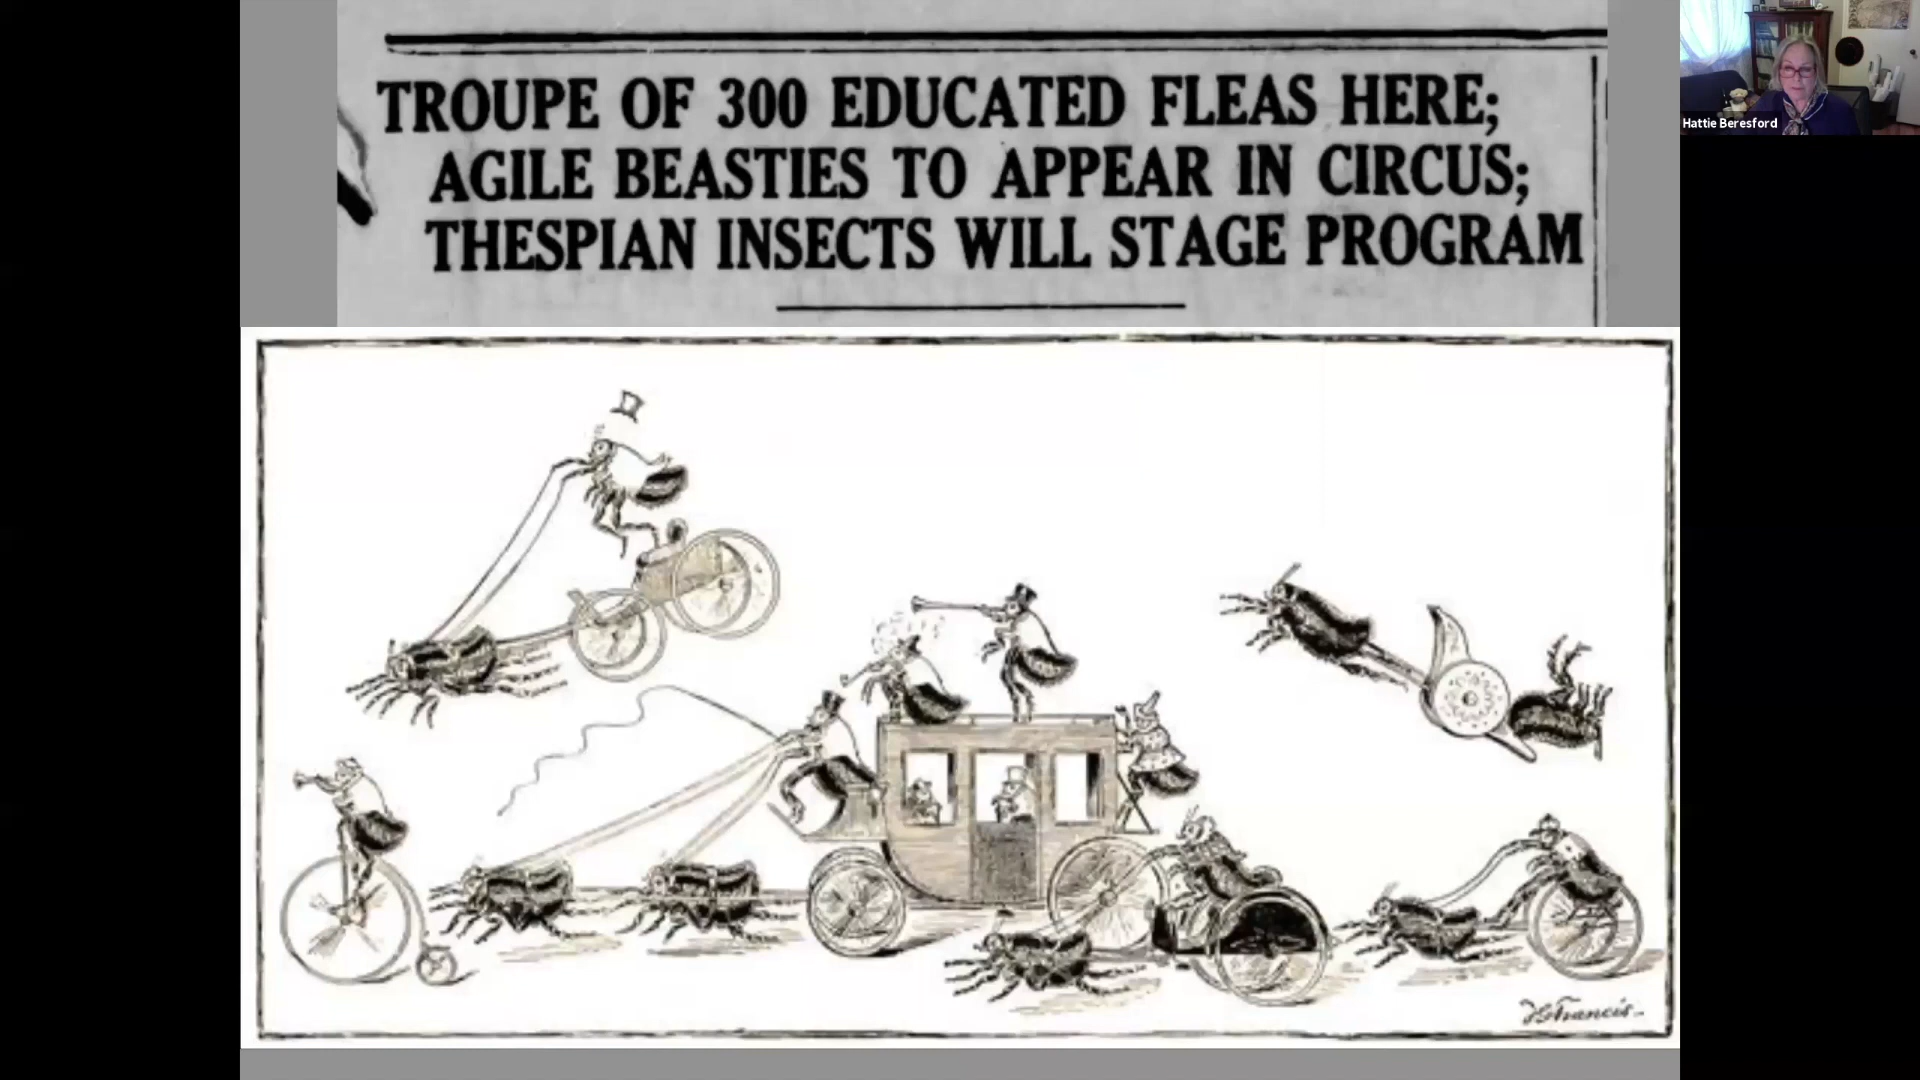 TROUPE OF 300 EDUCATED FLEAS HERE;
AGILE BEASTIES TO APPEAR IN CIRCUS;
THESPIAN INSECTS WILL STAGE PROGRAM
Hattie Beresford
Francis